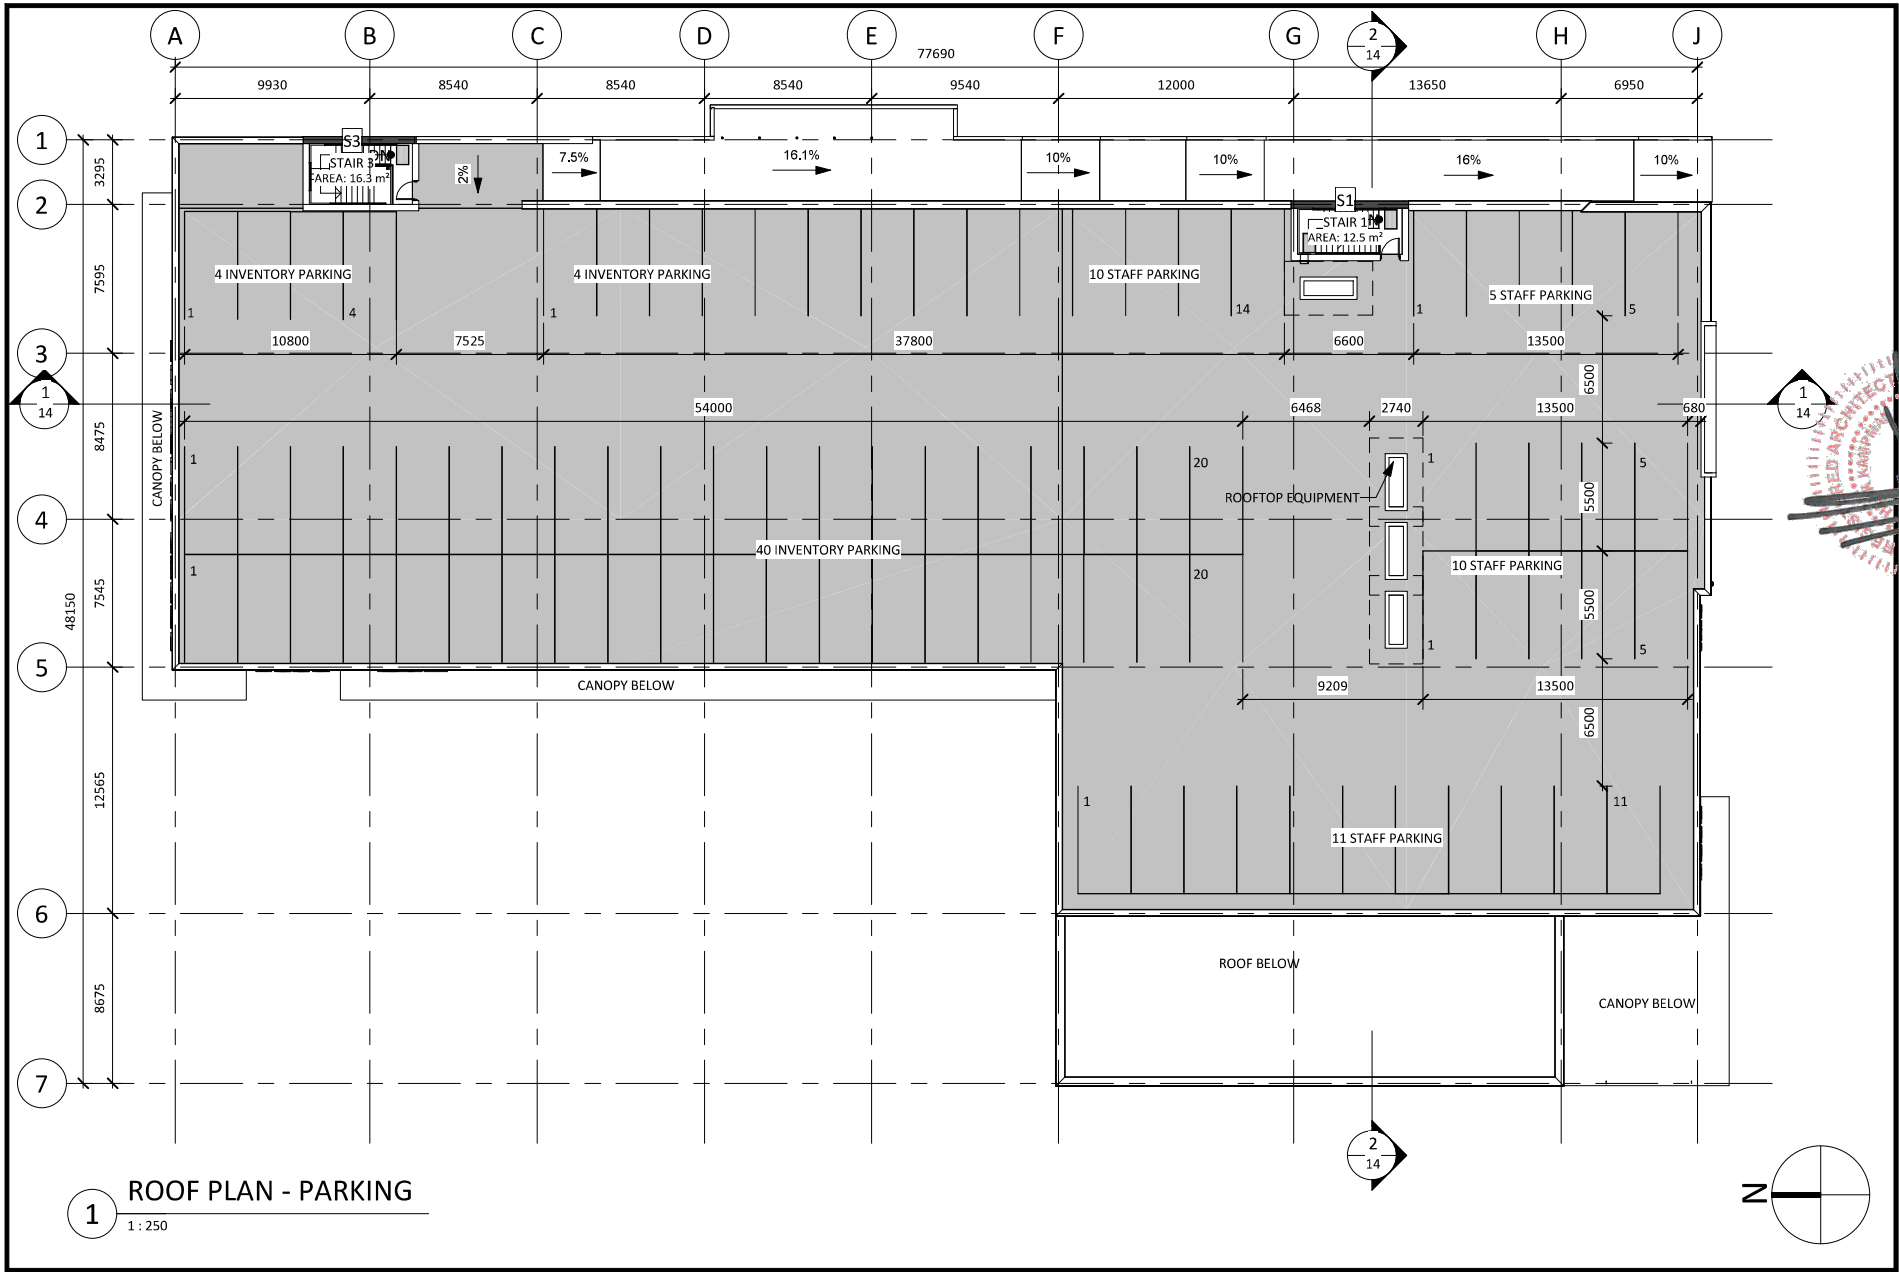 A B C D E F G H J
2
14
77690
9930 8540 8540 8540 9540 12000 13650 6950
1
2
3
4
5
6
7
3295
7595
8475
7545
12565
8675
48150
S3
STAIR 3
AREA: 16.3 m²
2%
7.5%
16.1%
10%
10%
16%
10%
S1
STAIR 1
AREA: 12.5 m²
4 INVENTORY PARKING
4 INVENTORY PARKING
10 STAFF PARKING
5 STAFF PARKING
1 4 1 14 1 5
10800 7525 37800 6600 13500
6500
1
14
1
14
54000 6468 2740 13500 680
CANOPY BELOW
1 20 1 5
ROOFTOP EQUIPMENT
5500
40 INVENTORY PARKING
10 STAFF PARKING
1 20
5500
1 5
CANOPY BELOW
9209 13500
6500
1 11
11 STAFF PARKING
ROOF BELOW
CANOPY BELOW
2
14
N
1
ROOF PLAN - PARKING
1 : 250